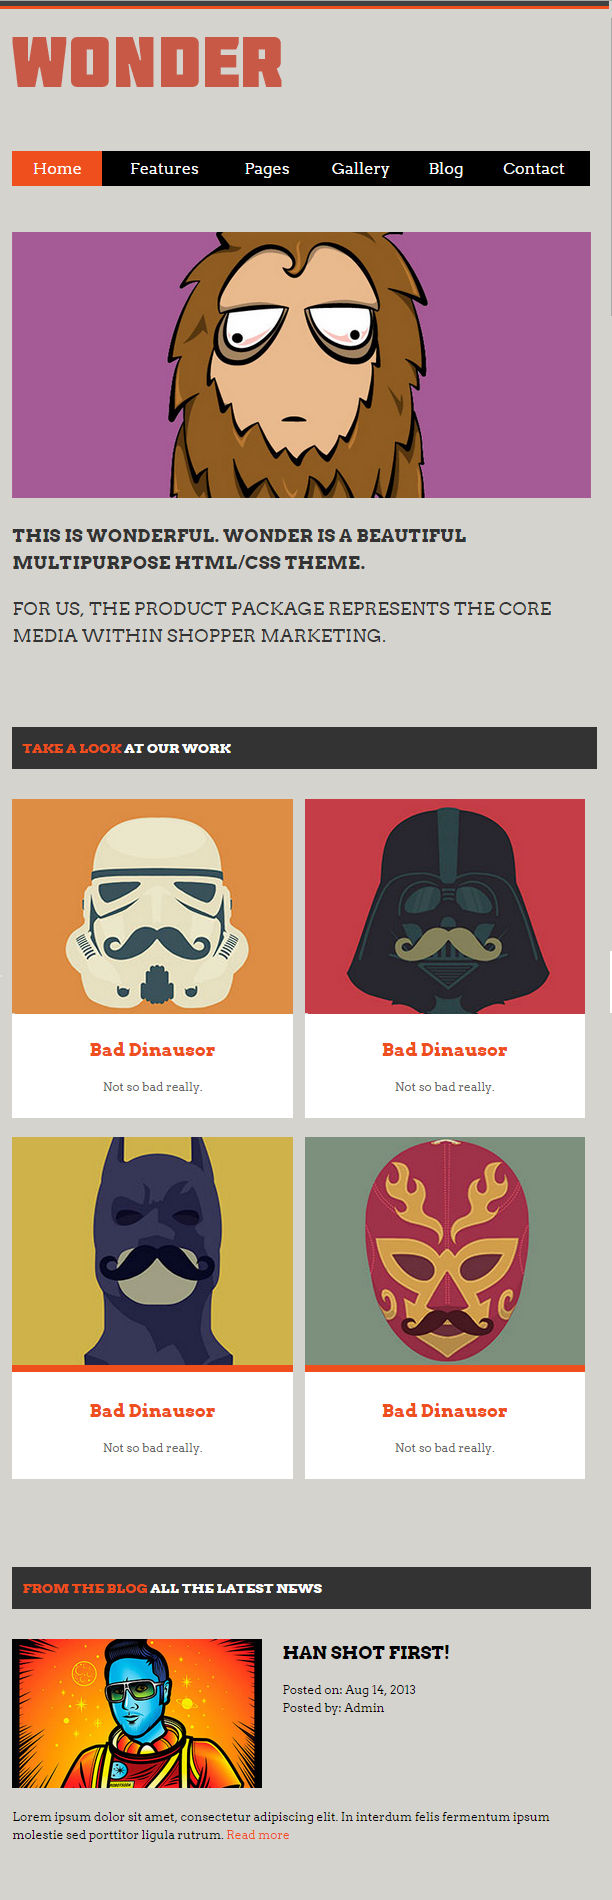 WONDER
Home Features Pages Gallery Blog Contact
THIS IS WONDERFUL. WONDER IS A BEAUTIFUL
MULTIPURPOSE HTML/CSS THEME.
FOR US, THE PRODUCT PACKAGE REPRESENTS THE CORE
MEDIA WITHIN SHOPPER MARKETING.
TAKE A LOOK AT OUR WORK
Bad Dinausor
Not so bad really.
Bad Dinausor
Not so bad really.
Bad Dinausor
Not so bad really.
Bad Dinausor
Not so bad really.
FROM THE BLOG ALL THE LATEST NEWS
HAN SHOT FIRST!
Posted on: Aug 14, 2013
Posted by: Admin
Lorem ipsum dolor sit amet, consectetur adipiscing elit. In interdum felis fermentum ipsum
molestie sed porttitor ligula rutrum. Read more